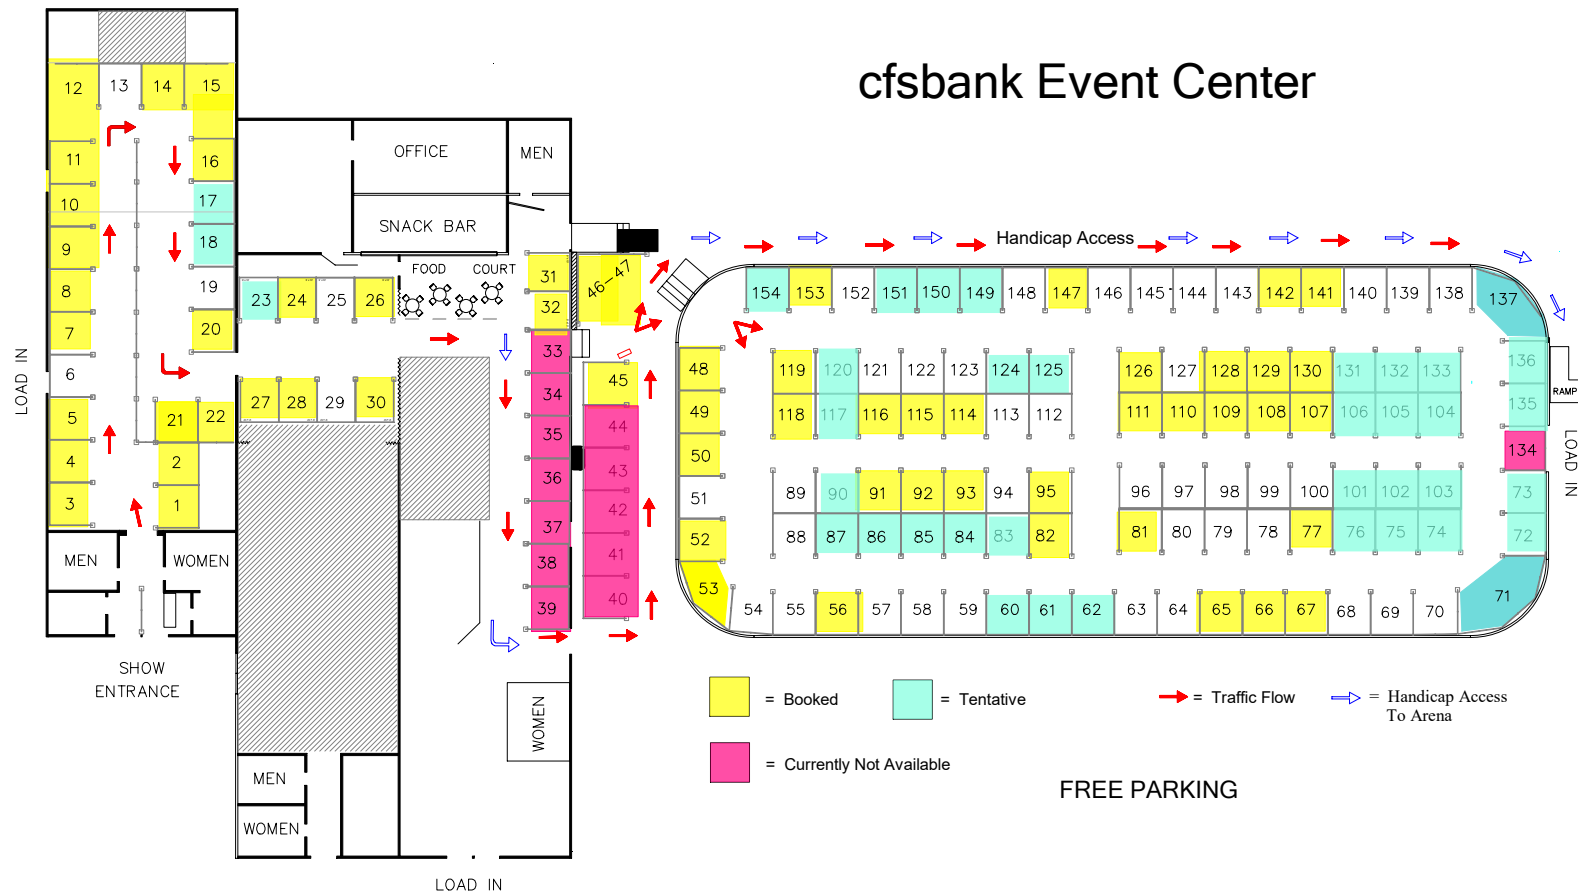 cfsbank Event Center
12 13 14 15
11 16
10 17
9 18
8 19
7 20
6
5 21 22
4 2
3 1
LOAD IN
MEN WOMEN
SHOW
ENTRANCE
OFFICE MEN
SNACK BAR
FOOD COURT
23 24 25 26
27 28 29 30
31
32
33
34
35
36
37
38
39
46-47
45
44
43
42
41
40
WOMEN
MEN
WOMEN
LOAD IN
Handicap Access
154 153 152 151 150 149 148 147 146 145 144 143 142 141 140 139 138 137
48
49
50
51
52
53
119 120 121 122 123 124 125
118 117 116 115 114 113 112
126 127 128 129 130 131 132 133
111 110 109 108 107 106 105 104
89 90 91 92 93 94 95
88 87 86 85 84 83 82
96 97 98 99 100 101 102 103
81 80 79 78 77 76 75 74
136
135
134
73
72
71
RAMP
LOAD IN
54 55 56 57 58 59 60 61 62 63 64 65 66 67 68 69 70
= Booked
= Tentative
= Traffic Flow
= Handicap Access
To Arena
= Currently Not Available
FREE PARKING